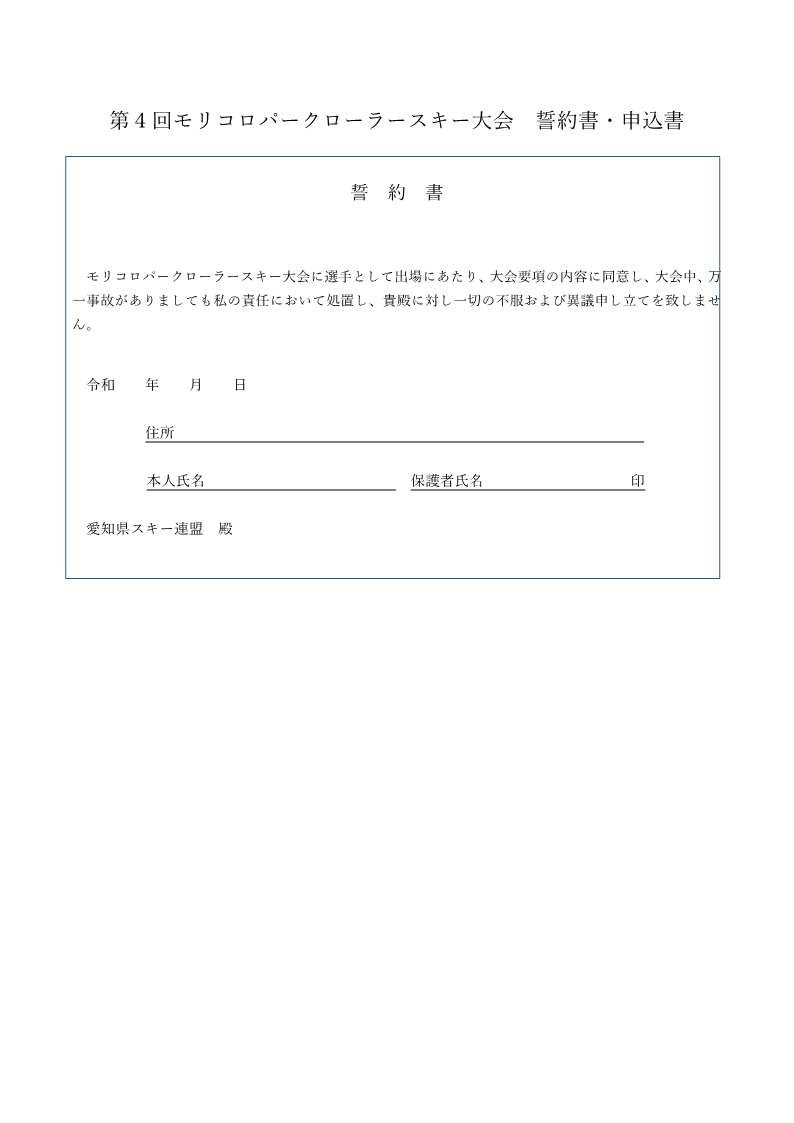 第４回モリコロパークローラースキー大会　誓約書・申込書
誓　約　書
モリコロパークローラースキー大会に選手として出場にあたり、大会要項の内容に同意し、大会中、万
一事故がありましても私の責任において処置し、貴殿に対し一切の不服および異議申し立てを致しませ
ん。
令和　　年　　月　　日
住所
本人氏名　　　　　　　　　　　　　　保護者氏名　　　　　　　　　　印
愛知県スキー連盟　殿